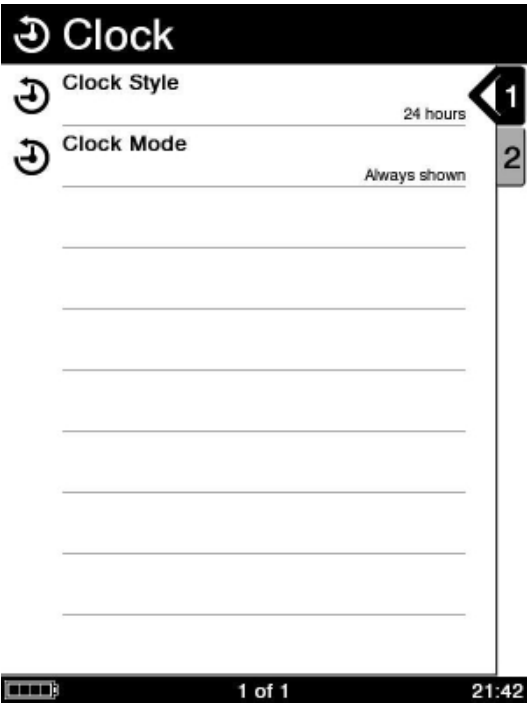 Clock
Clock Style
24 hours
1
Clock Mode
Always shown
2
1 of 1
21:42